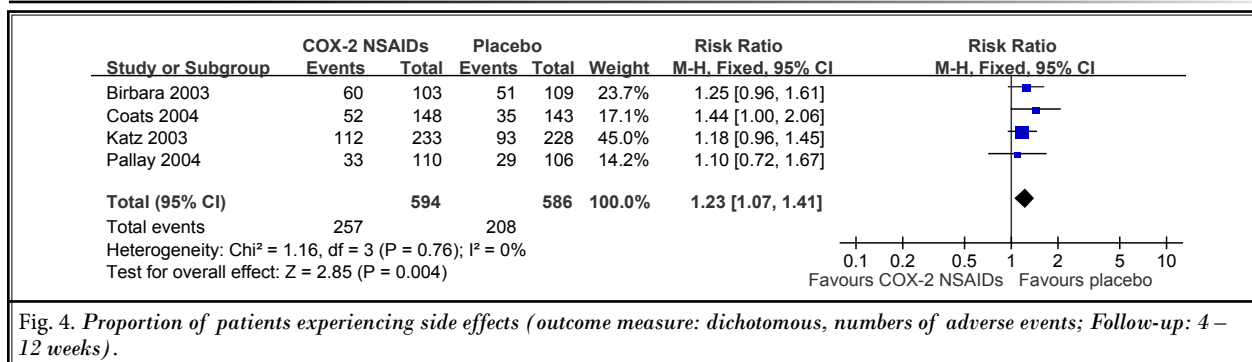 COX-2 NSAIDs Placebo Risk Ratio Risk Ratio
Study or Subgroup Events Total Events Total Weight M-H, Fixed, 95% CI M-H, Fixed, 95% CI
Birbara 2003 60 103 51 109 23.7% 1.25 [0.96, 1.61]
Coats 2004 52 148 35 143 17.1% 1.44 [1.00, 2.06]
Katz 2003 112 233 93 228 45.0% 1.18 [0.96, 1.45]
Pallay 2004 33 110 29 106 14.2% 1.10 [0.72, 1.67]
Total (95% CI) 594 586 100.0% 1.23 [1.07, 1.41]
Total events 257 208
Heterogeneity: Chi² = 1.16, df = 3 (P = 0.76); I² = 0%
Test for overall effect: Z = 2.85 (P = 0.004)
0.1 0.2 0.5 1 2 5 10
Favours COX-2 NSAIDs Favours placebo
Fig. 4. Proportion of patients experiencing side effects (outcome measure: dichotomous, numbers of adverse events; Follow-up: 4 –
12 weeks).